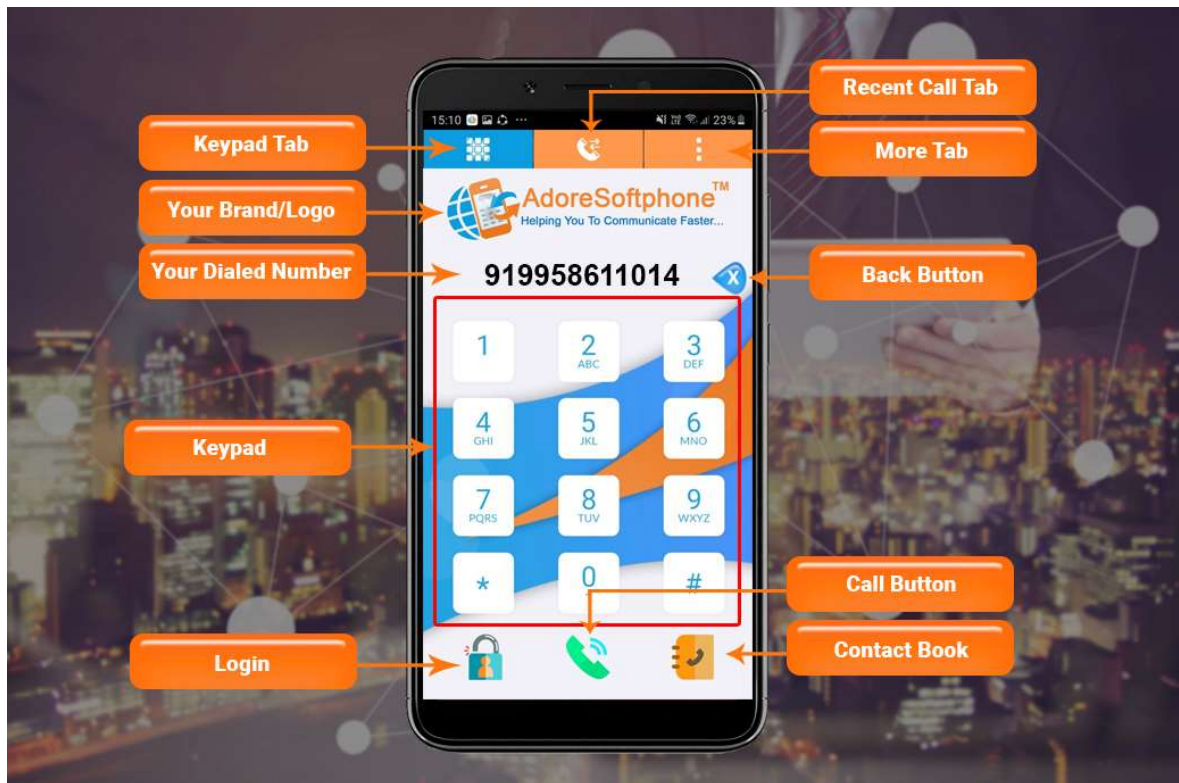 Recent Call Tab
15:10 ... 23%
Keypad Tab
More Tab
Your Brand/Logo
AdoreSoftphone™
Helping You To Communicate Faster...
Your Dialed Number
919958611014
X
Back Button
1
2
3
ABC
DEF
4
5
6
GHI
JKL
MNO
Keypad
7
8
9
PQRS
TUV
WXYZ
*
0
#
Call Button
Login
Contact Book